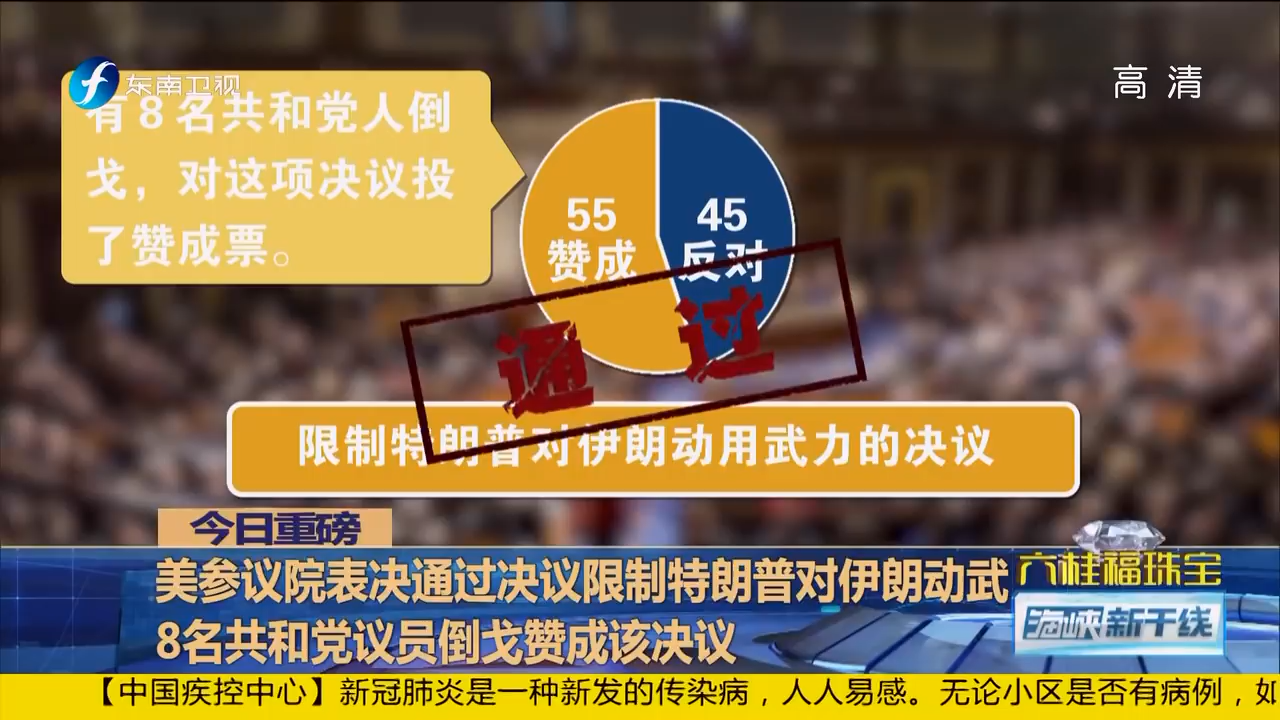 东南卫视
高清
有8名共和党人倒
戈，对这项决议投
了赞成票。
55
赞成
45
反对
通过
限制特朗普对伊朗动用武力的决议
今日重磅
美参议院表决通过决议限制特朗普对伊朗动武
8名共和党议员倒戈赞成该决议
六桂福珠宝
海峡新干线
【中国疾控中心】新冠肺炎是一种新发的传染病，人人易感。无论小区是否有病例，如